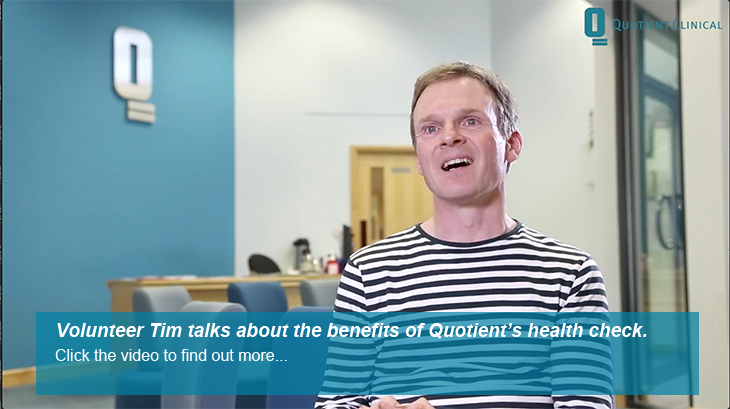 Q
Q QUOTIENT CLINICAL
Volunteer Tim talks about the benefits of Quotient's health check.
Click the video to find out more...